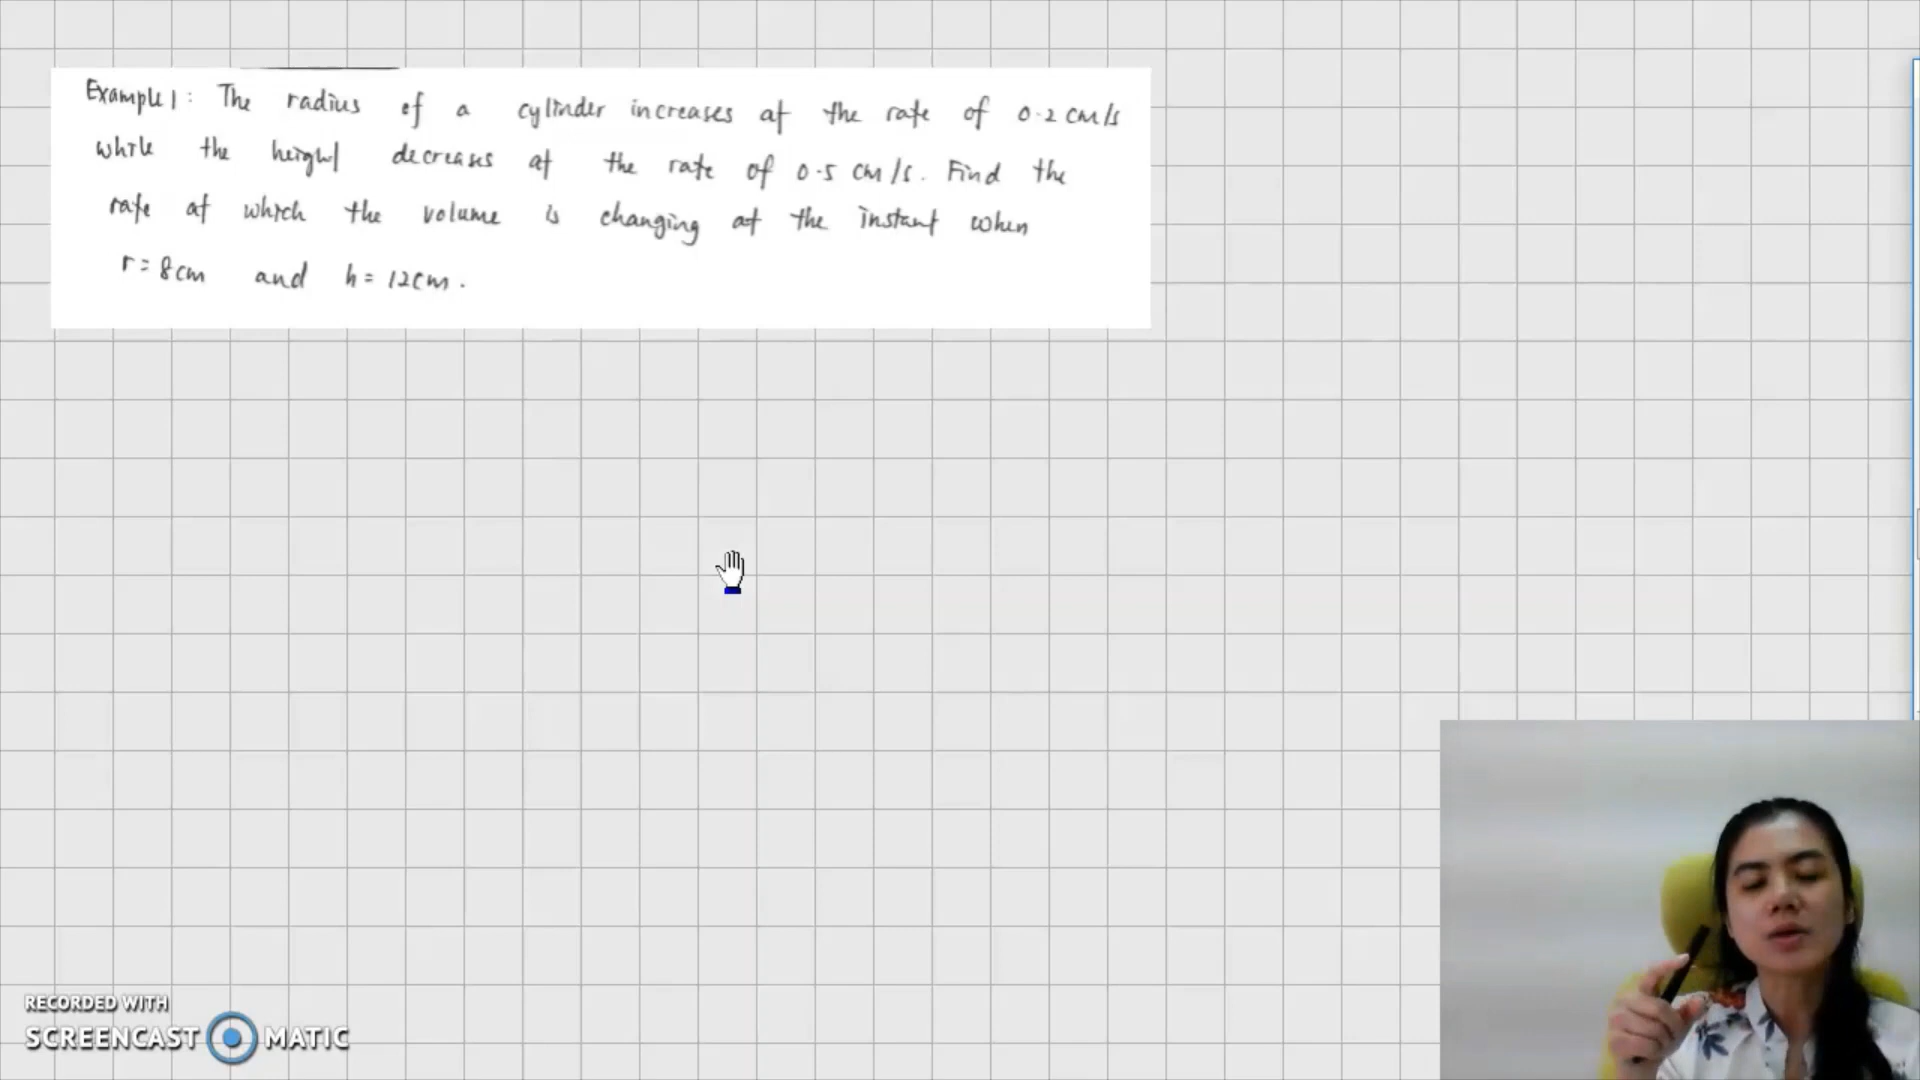 Example 1: The radius of a cylinder increases at the rate of 0.2 cm/s
while the height decreases at the rate of 0.5 cm/s. Find the
rate at which the volume is changing at the instant when
r = 8cm and h = 12cm.
RECORDED WITH
SCREENCAST MATIC